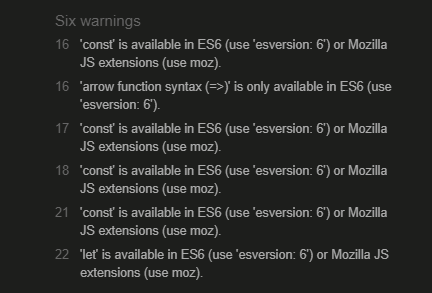 Six warnings
16 'const' is available in ES6 (use 'esversion: 6') or Mozilla
JS extensions (use moz).
16 'arrow function syntax (=>)' is only available in ES6 (use
'esversion: 6').
17 'const' is available in ES6 (use 'esversion: 6') or Mozilla
JS extensions (use moz).
18 'const' is available in ES6 (use 'esversion: 6') or Mozilla
JS extensions (use moz).
21 'const' is available in ES6 (use 'esversion: 6') or Mozilla
JS extensions (use moz).
22 'let' is available in ES6 (use 'esversion: 6') or Mozilla JS
extensions (use moz).